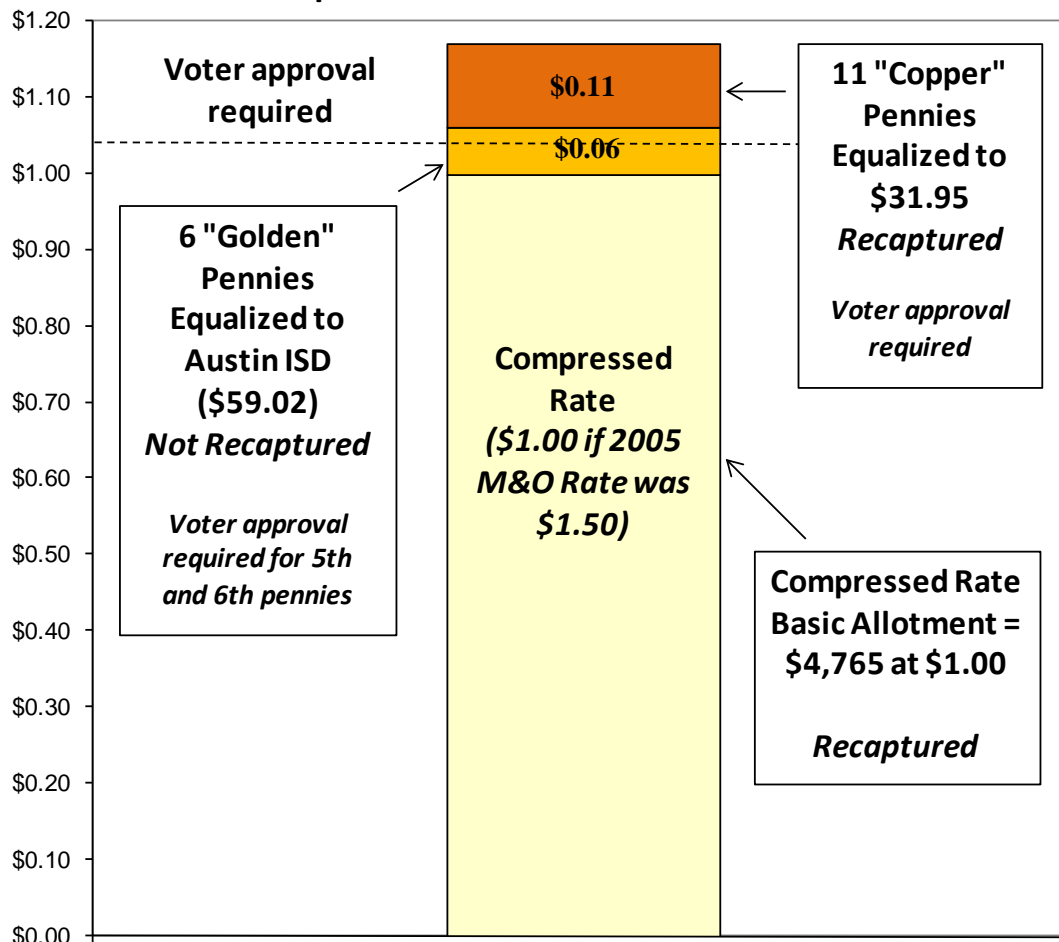 $1.20
$1.10
$1.00
$0.90
$0.80
$0.70
$0.60
$0.50
$0.40
$0.30
$0.20
$0.10
$0.00
Voter approval
required
6 "Golden"
Pennies
Equalized to
Austin ISD
($59.02)
Not Recaptured
Voter approval
required for 5th
and 6th pennies
$0.11
$0.06
Compressed
Rate
($1.00 if 2005
M&O Rate was
$1.50)
11 "Copper"
Pennies
Equalized to
$31.95
Recaptured
Voter approval
required
Compressed Rate
Basic Allotment =
$4,765 at $1.00
Recaptured